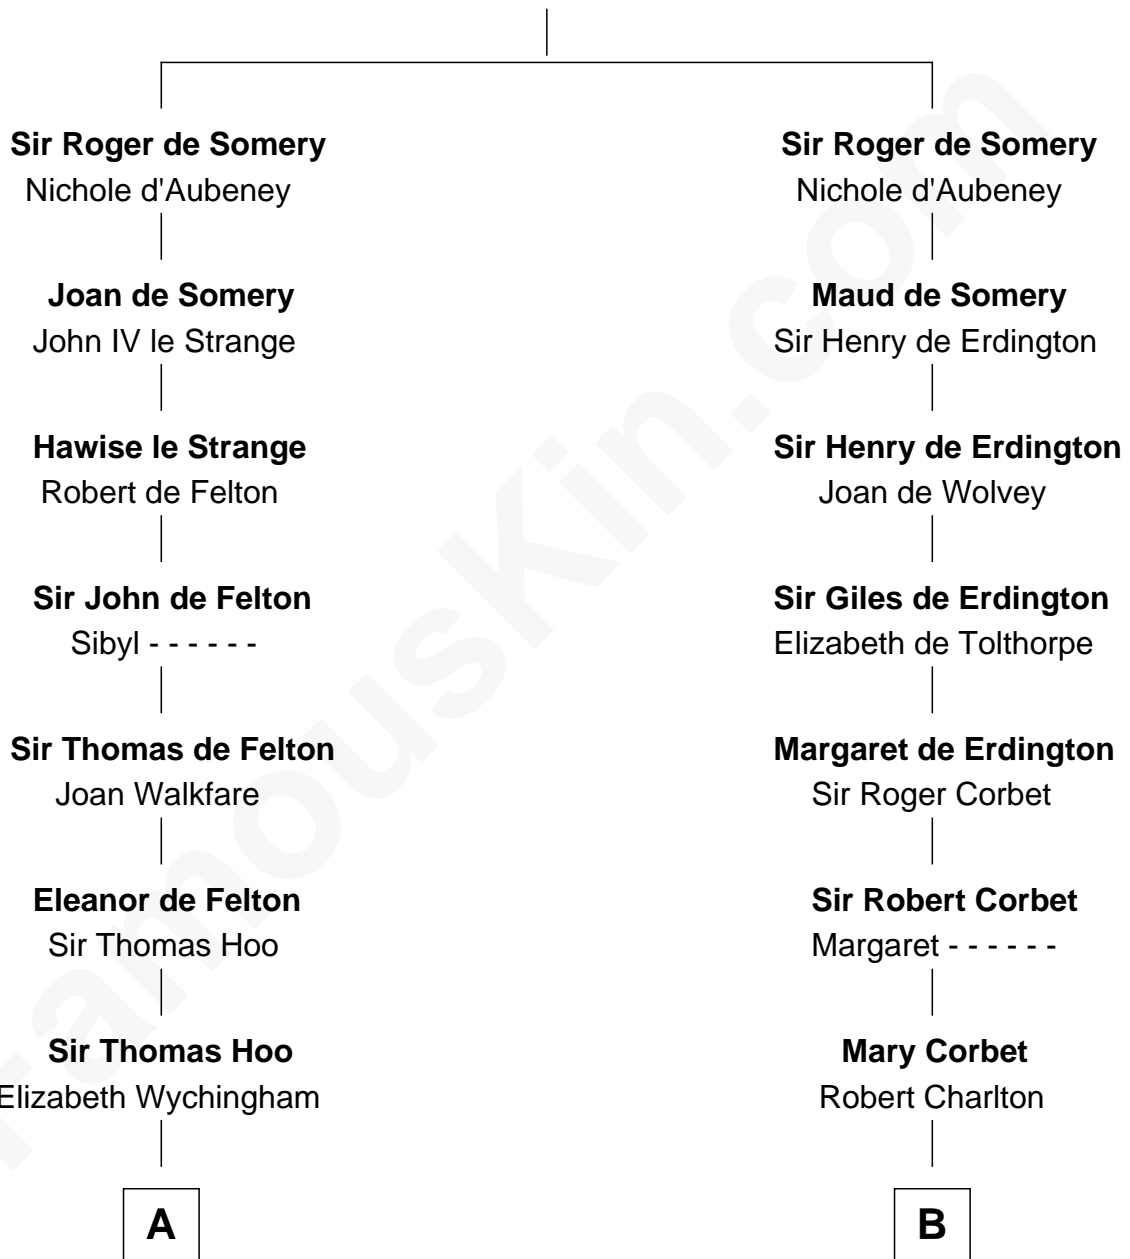 Sir Roger de Somery
Nichole d'Aubeney
Joan de Somery
John IV le Strange
Hawise le Strange
Robert de Felton
Sir John de Felton
Sibyl - - - - - -
Sir Thomas de Felton
Joan Walkfare
Eleanor de Felton
Sir Thomas Hoo
Sir Thomas Hoo
Elizabeth Wychingham
A
Sir Roger de Somery
Nichole d'Aubeney
Maud de Somery
Sir Henry de Erdington
Sir Henry de Erdington
Joan de Wolvey
Sir Giles de Erdington
Elizabeth de Tolthorpe
Margaret de Erdington
Sir Roger Corbet
Sir Robert Corbet
Margaret - - - - - -
Mary Corbet
Robert Charlton
B
FamousKin.com